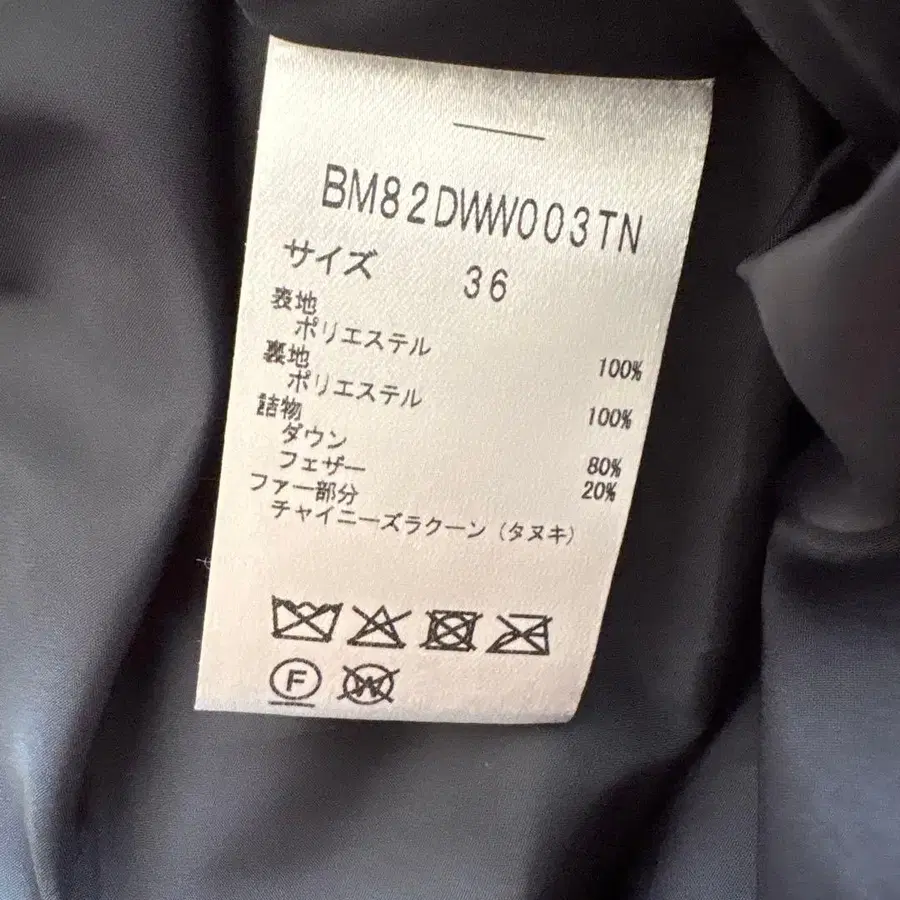 BM82DWW003TN
サイズ 36
表地
ポリエステル 100%
裏地
ポリエステル 100%
詰物
ダウン 80%
フェザー 20%
ファー部分
チャイニーズラクーン(タヌキ)
F W